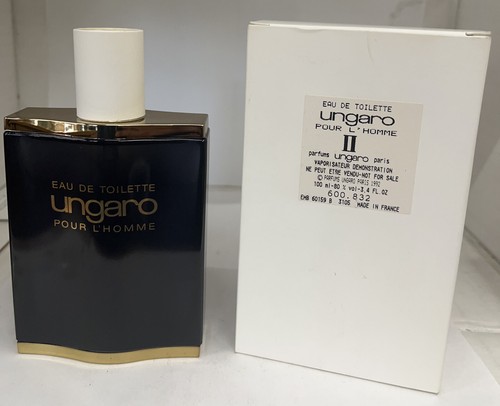 EAU DE TOILETTE
ungaro
POUR L'HOMME
EAU DE TOILETTE
ungaro
POUR L'HOMME
II
parfums ungaro paris
VAPORISATEUR DEMONSTRATION
NE PEUT ETRE VENDU-NOT FOR SALE
© PARFUMS UNGARO PARIS 1992
100 ml-80 % vol-3,4 FL OZ
600.832
EMB 60159 B 3106 MADE IN FRANCE